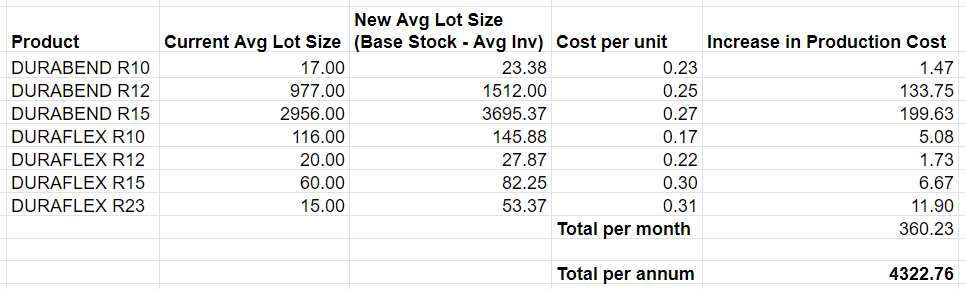 New Avg Lot Size
Product Current Avg Lot Size (Base Stock - Avg Inv) Cost per unit Increase in Production Cost
DURABEND R10 17.00 23.38 0.23 1.47
DURABEND R12 977.00 1512.00 0.25 133.75
DURABEND R15 2956.00 3695.37 0.27 199.63
DURAFLEX R10 116.00 145.88 0.17 5.08
DURAFLEX R12 20.00 27.87 0.22 1.73
DURAFLEX R15 60.00 82.25 0.30 6.67
DURAFLEX R23 15.00 53.37 0.31 11.90
Total per month 360.23
Total per annum 4322.76